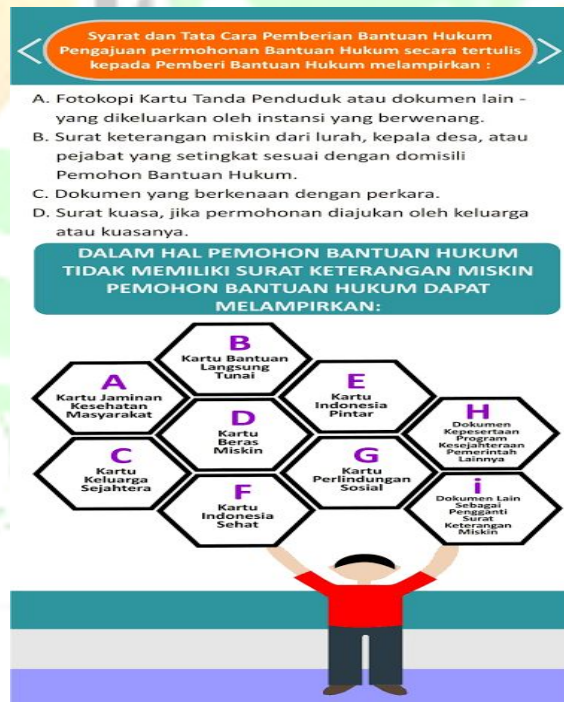 Syarat dan Tata Cara Pemberian Bantuan Hukum
Pengajuan permohonan Bantuan Hukum secara tertulis
kepada Pemberi Bantuan Hukum melampirkan :
A. Fotokopi Kartu Tanda Penduduk atau dokumen lain -
yang dikeluarkan oleh instansi yang berwenang.
B. Surat keterangan miskin dari lurah, kepala desa, atau
pejabat yang setingkat sesuai dengan domisili
Pemohon Bantuan Hukum.
C. Dokumen yang berkenaan dengan perkara.
D. Surat kuasa, jika permohonan diajukan oleh keluarga
atau kuasanya.
DALAM HAL PEMOHON BANTUAN HUKUM
TIDAK MEMILIKI SURAT KETERANGAN MISKIN
PEMOHON BANTUAN HUKUM DAPAT
MELAMPIRKAN:
A
Kartu Jaminan
Kesehatan
Masyarakat
B
Kartu Bantuan
Langsung
Tunai
C
Kartu
Keluarga
Sejahtera
D
Kartu
Beras
Miskin
E
Kartu
Indonesia
Pintar
F
Kartu
Indonesia
Sehat
G
Kartu
Perlindungan
Sosial
H
Dokumen
Kepesertaan
Program
Kesejahteraan
Pemerintah
Lainnya
i
Dokumen Lain
Sebagai
Pengganti
Surat
Keterangan
Miskin